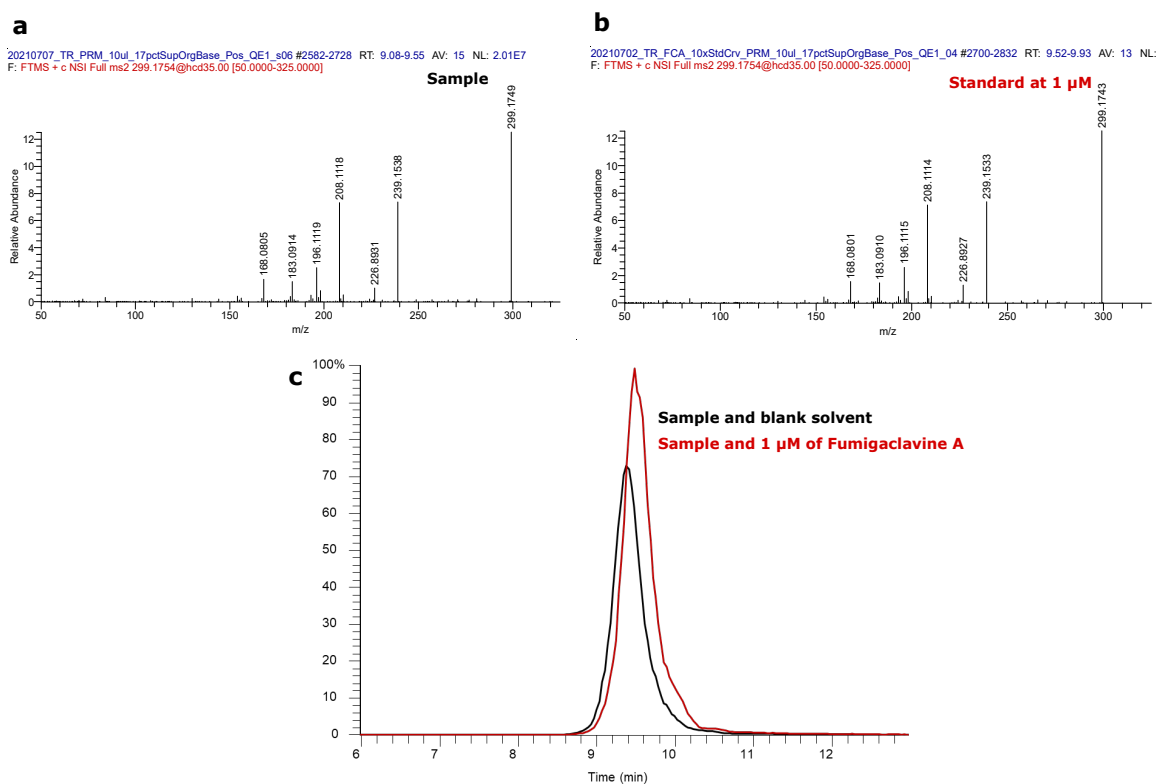 a
20210707_TR_PRM_10ul_17pctSupOrgBase_Pos_QE1_s06 #2582-2728 RT: 9.08-9.55 AV: 15 NL: 2.01E7
F: FTMS + c NSI Full ms2 299.1754@hcd35.00 [50.0000-325.0000]
Sample
299.1749
239.1538
208.1118
226.8931
196.1119
183.0914
168.0805
Relative Abundance
12
10
8
6
4
2
0
50 100 150 200 250 300
m/z
b
20210702_TR_FCA_10xStdCrv_PRM_10ul_17pctSupOrgBase_Pos_QE1_04 #2700-2832 RT: 9.52-9.93 AV: 13 NL:
F: FTMS + c NSI Full ms2 299.1754@hcd35.00 [50.0000-325.0000]
Standard at 1 µM
299.1743
239.1533
208.1114
226.8927
196.1115
183.0910
168.0801
Relative Abundance
12
10
8
6
4
2
0
50 100 150 200 250 300
m/z
c
100%
90
80
70
60
50
40
30
20
10
0
Sample and blank solvent
Sample and 1 µM of Fumigaclavine A
6 7 8 9 10 11 12
Time (min)